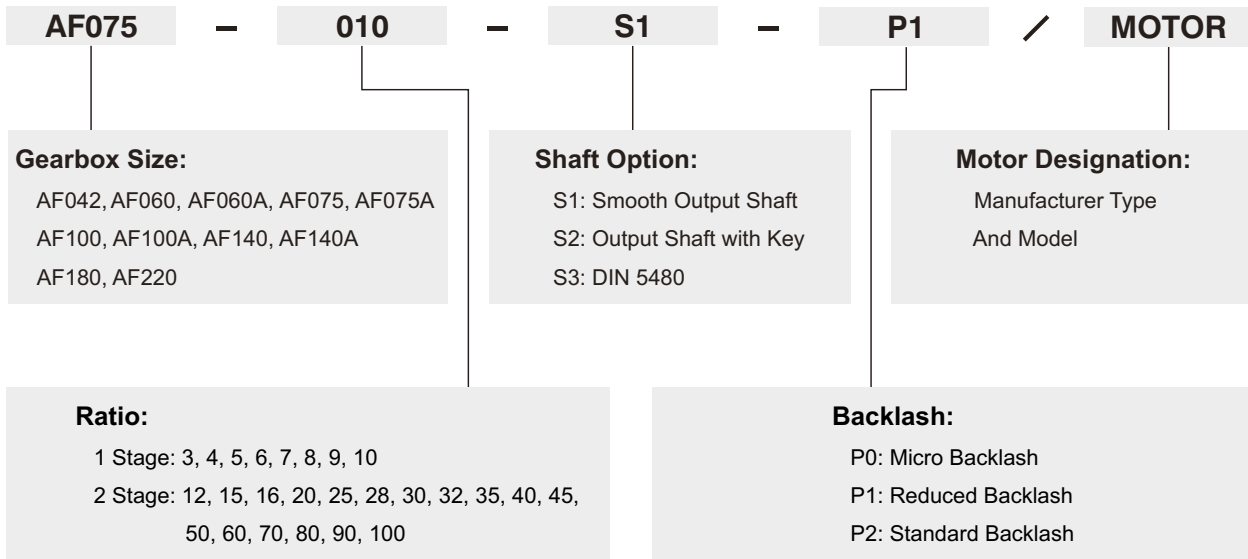 AF075 – 010 – S1 – P1 / MOTOR
Gearbox Size:
AF042, AF060, AF060A, AF075, AF075A
AF100, AF100A, AF140, AF140A
AF180, AF220
Shaft Option:
S1: Smooth Output Shaft
S2: Output Shaft with Key
S3: DIN 5480
Motor Designation:
Manufacturer Type
And Model
Ratio:
1 Stage: 3, 4, 5, 6, 7, 8, 9, 10
2 Stage: 12, 15, 16, 20, 25, 28, 30, 32, 35, 40, 45,
50, 60, 70, 80, 90, 100
Backlash:
P0: Micro Backlash
P1: Reduced Backlash
P2: Standard Backlash